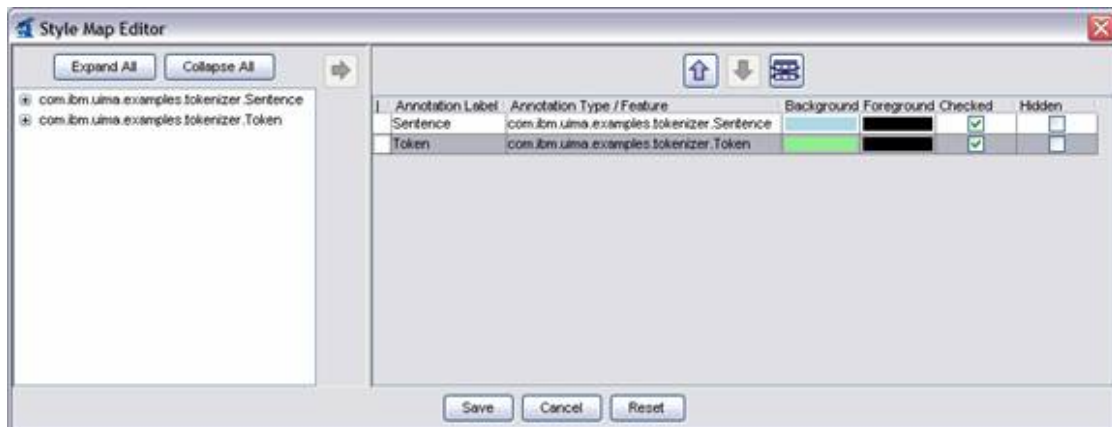 Style Map Editor
Expand All Collapse All
com.ibm.uima.examples.tokenizer.Sentence
com.ibm.uima.examples.tokenizer.Token
Annotation Label Annotation Type / Feature Background Foreground Checked Hidden
Sentence com.ibm.uima.examples.tokenizer.Sentence
Token com.ibm.uima.examples.tokenizer.Token
Save Cancel Reset